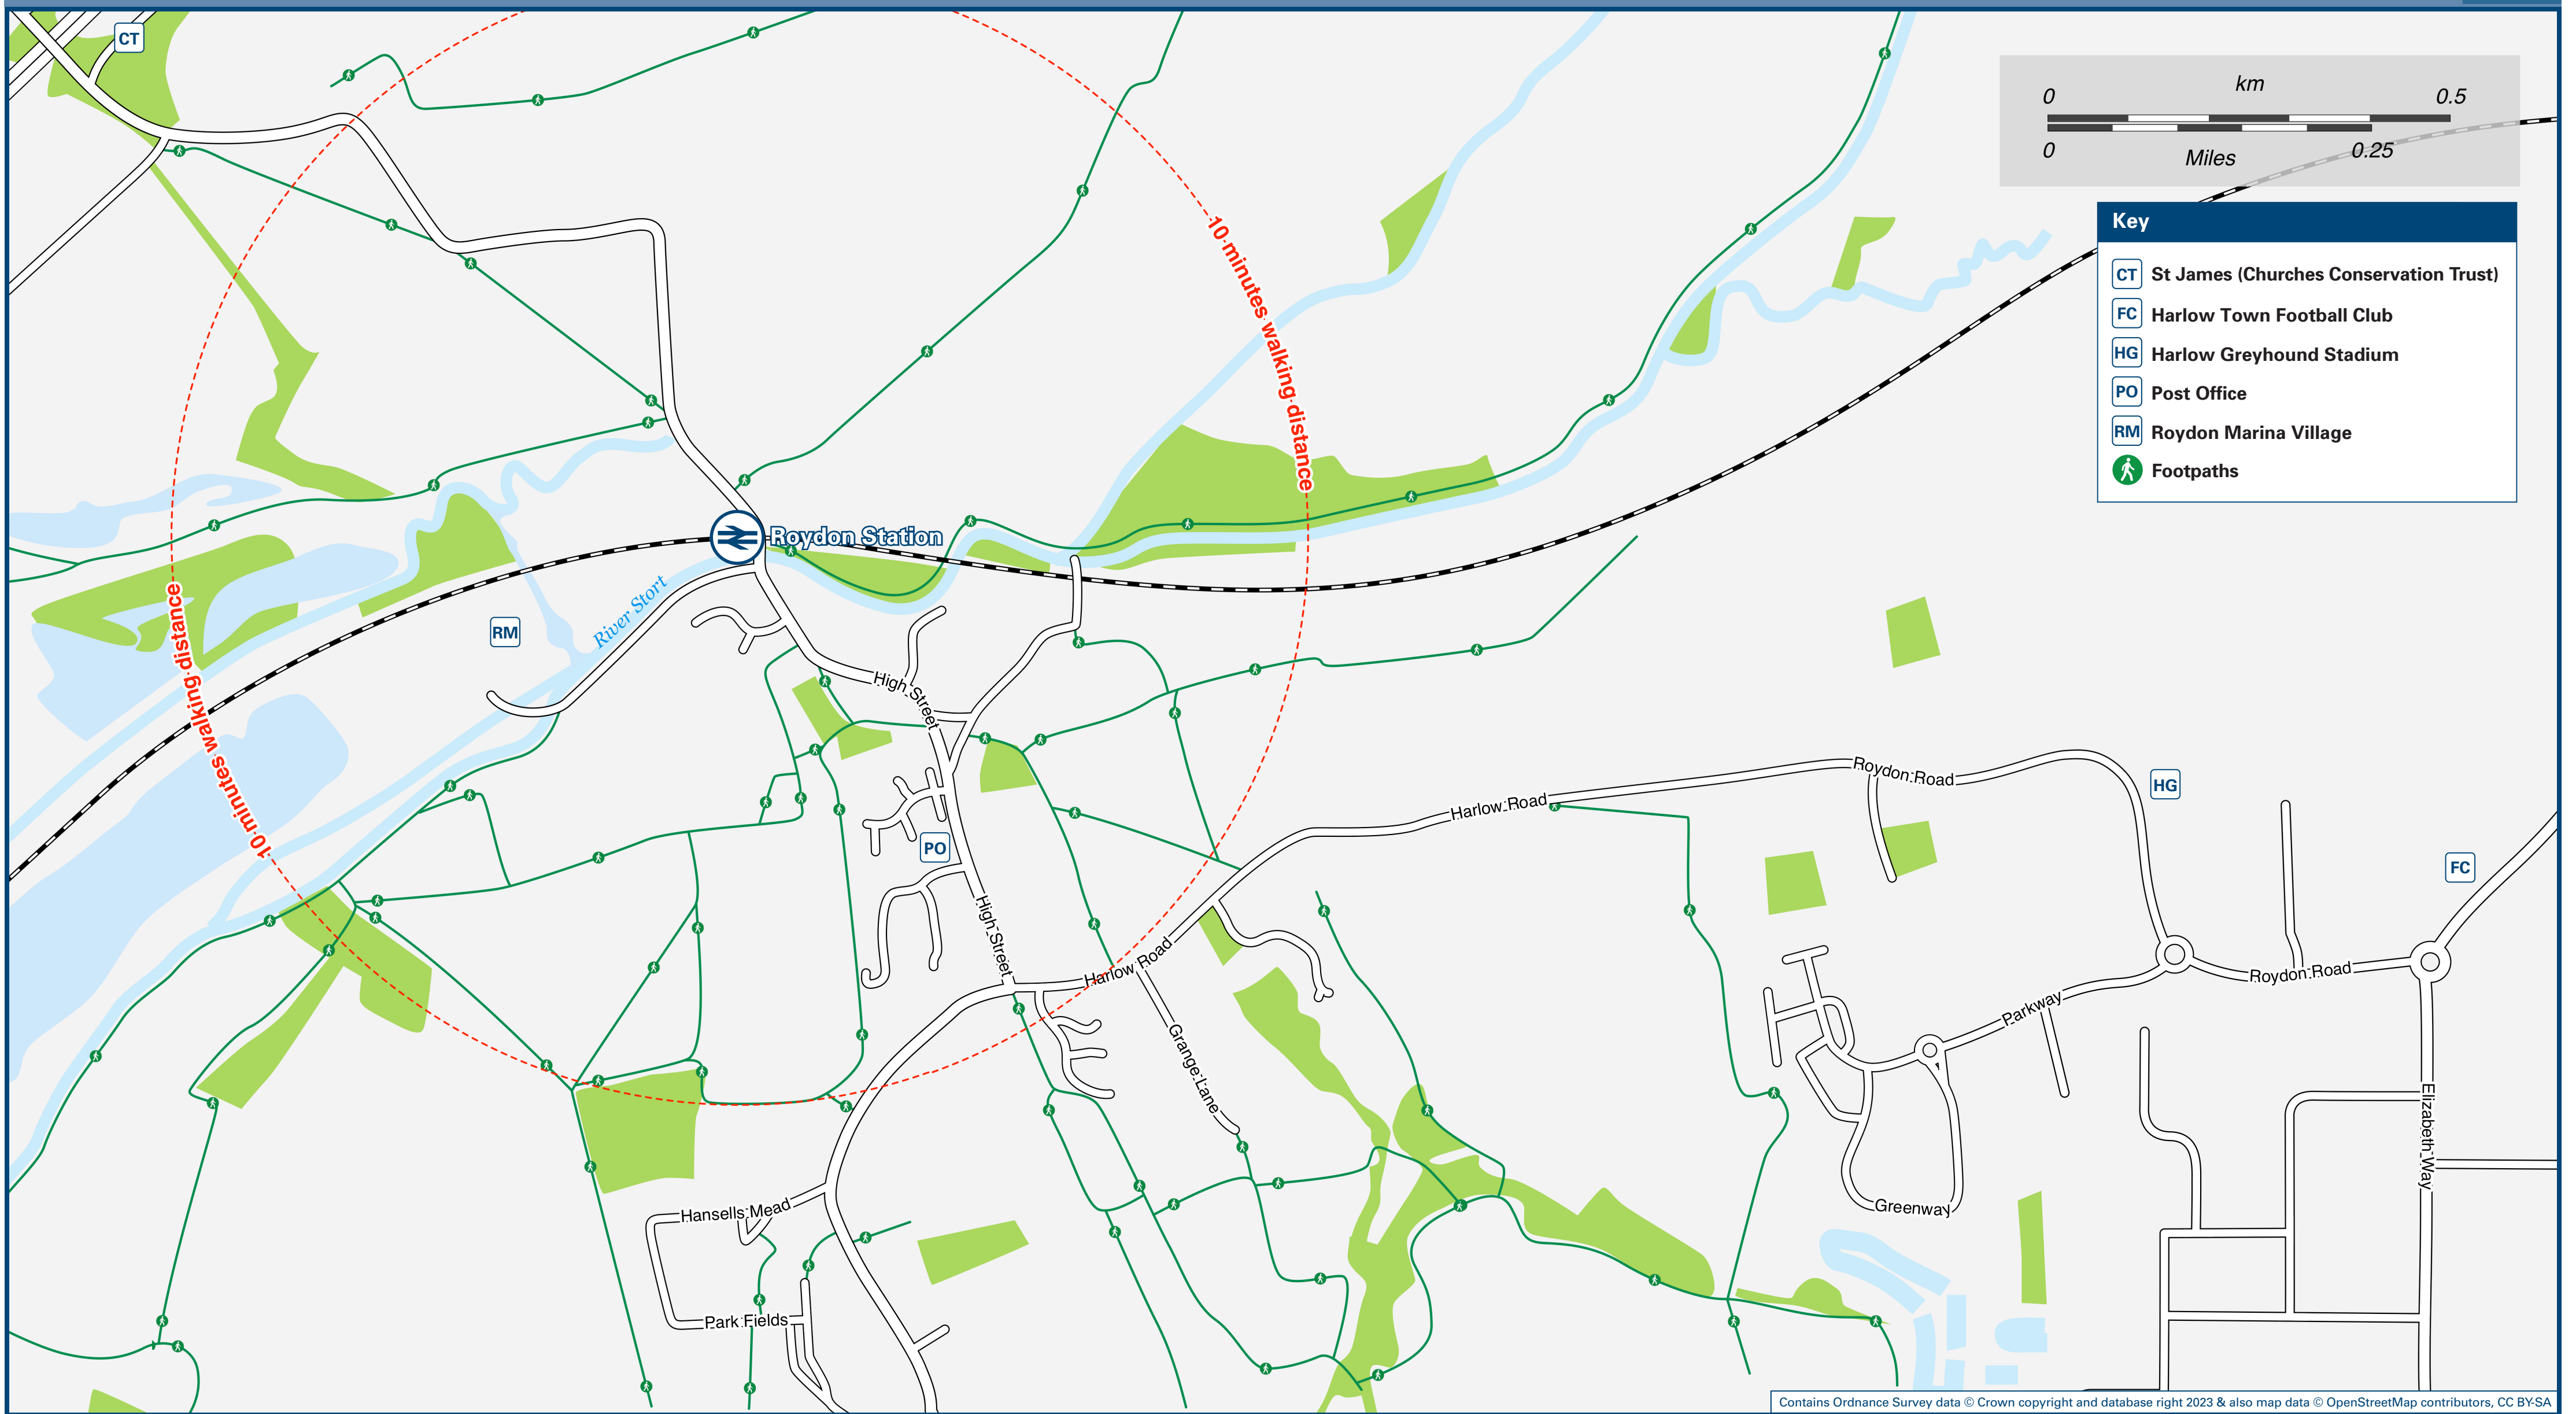 CT
km
0 0.5
0 0.25
Miles
Key
CT St James (Churches Conservation Trust)
FC Harlow Town Football Club
HG Harlow Greyhound Stadium
PO Post Office
RM Roydon Marina Village
Footpaths
10 minutes walking distance
Roydon Station
River Stort
RM
10 minutes walking distance
High Street
Roydon Road
HG
Harlow Road
PO
FC
High Street
Harlow Road
Roydon Road
Parkway
Grange Lane
Elizabeth Way
Hansells Mead
Greenway
Park Fields
Contains Ordnance Survey data © Crown copyright and database right 2023 & also map data © OpenStreetMap contributors, CC BY-SA